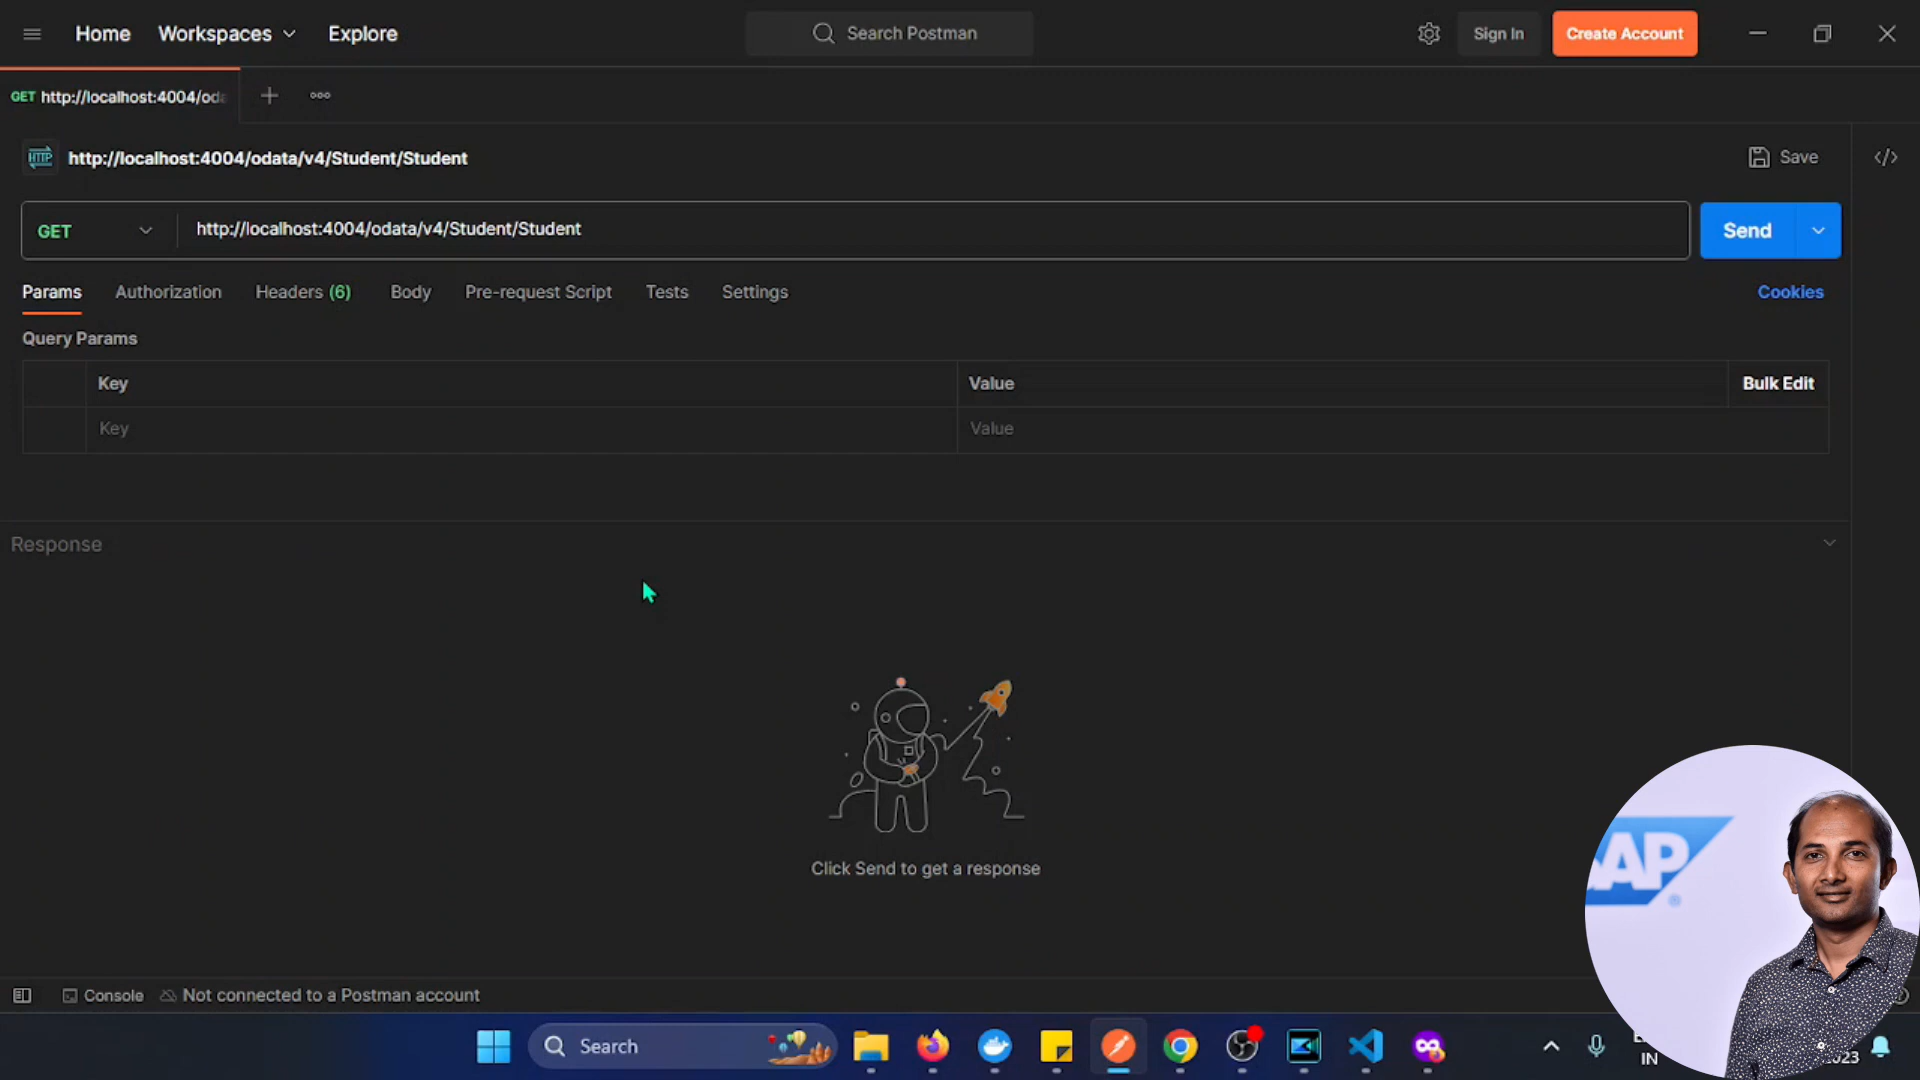 Home Workspaces Explore Search Postman Sign In Create Account
GET http://localhost:4004/od
HTTP http://localhost:4004/odata/v4/Student/Student Save </>
GET http://localhost:4004/odata/v4/Student/Student Send
Params Authorization Headers (6) Body Pre-request Script Tests Settings Cookies
Query Params
Key Value Bulk Edit
Key Value
Response
Click Send to get a response
AP
Console Not connected to a Postman account
Search
IN 2023